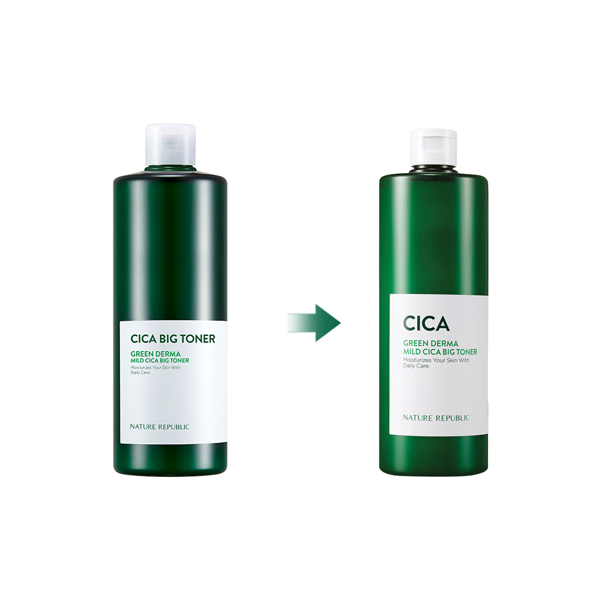 CICA BIG TONER
GREEN DERMA
MILD CICA BIG TONER
Moisturizes Your Skin With
Daily Care.
NATURE REPUBLIC
CICA
GREEN DERMA
MILD CICA BIG TONER
Moisturizes Your Skin With
Daily Care.
NATURE REPUBLIC